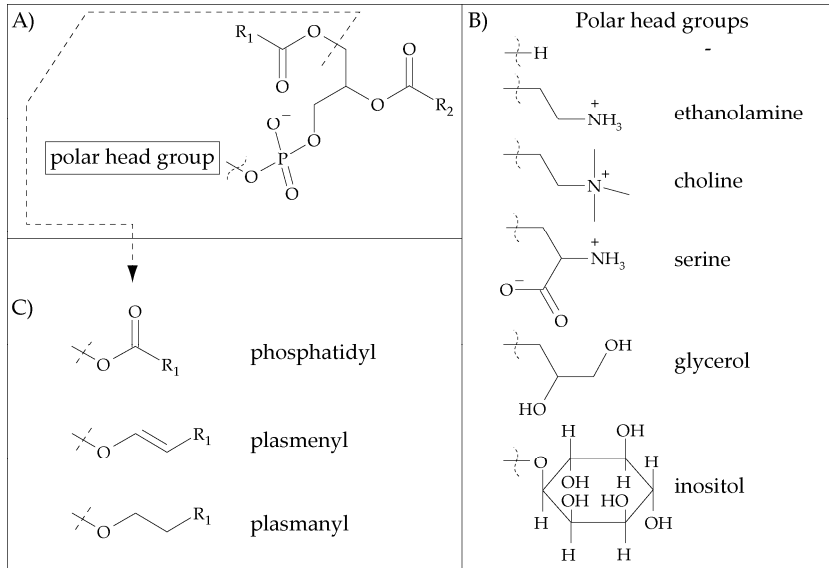 A)
R1
O
O
O
O
R2
O−
O
P
O
O
polar head group
B)
Polar head groups
H
-
+
NH3
ethanolamine
N
+
choline
+
NH3
O−
O
serine
OH
HO
glycerol
H
OH
O
H
OH
H
OH
HO
H
OH
H
H
inositol
C)
O
O
R1
phosphatidyl
O
R1
plasmenyl
O
R1
plasmanyl